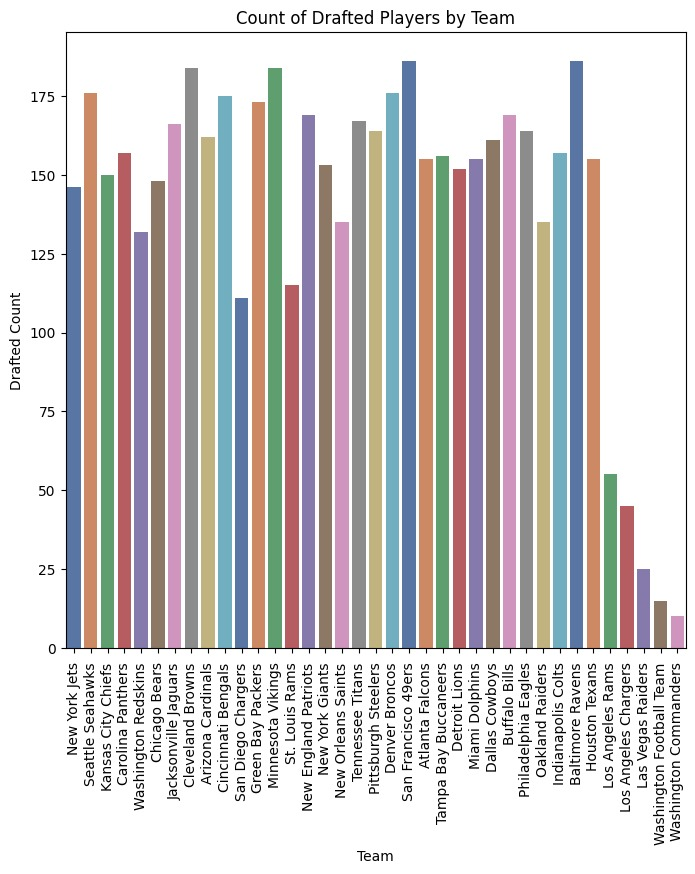 Count of Drafted Players by Team
175
150
125
100
75
50
25
0
Drafted Count
New York Jets
Seattle Seahawks
Kansas City Chiefs
Carolina Panthers
Washington Redskins
Chicago Bears
Jacksonville Jaguars
Cleveland Browns
Arizona Cardinals
Cincinnati Bengals
San Diego Chargers
Green Bay Packers
Minnesota Vikings
St. Louis Rams
New England Patriots
New York Giants
New Orleans Saints
Tennessee Titans
Pittsburgh Steelers
Denver Broncos
San Francisco 49ers
Atlanta Falcons
Tampa Bay Buccaneers
Detroit Lions
Miami Dolphins
Dallas Cowboys
Buffalo Bills
Philadelphia Eagles
Oakland Raiders
Indianapolis Colts
Baltimore Ravens
Houston Texans
Los Angeles Rams
Los Angeles Chargers
Las Vegas Raiders
Washington Football Team
Washington Commanders
Team